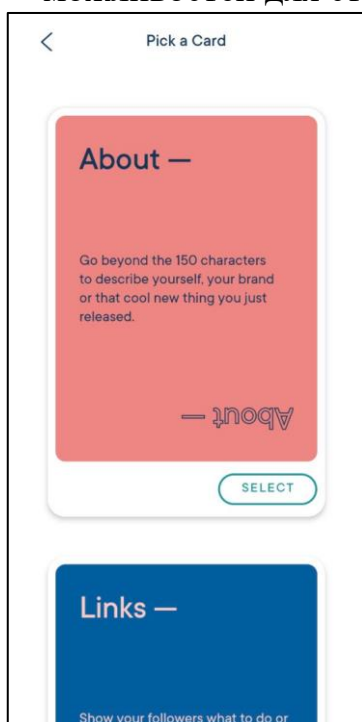 Pick a Card
About —
Go beyond the 150 characters
to describe yourself, your brand
or that cool new thing you just
released.
About —
SELECT
Links —
Show your followers what to do or